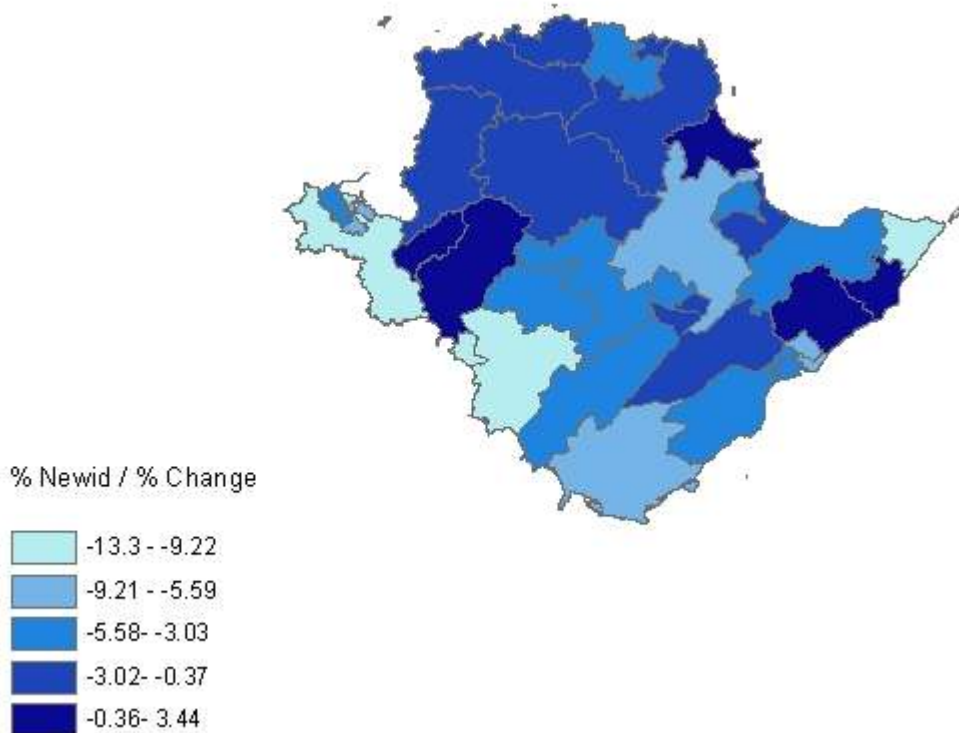 % Newid / % Change
-13.3 - -9.22
-9.21 - -5.59
-5.58- -3.03
-3.02- -0.37
-0.36- 3.44